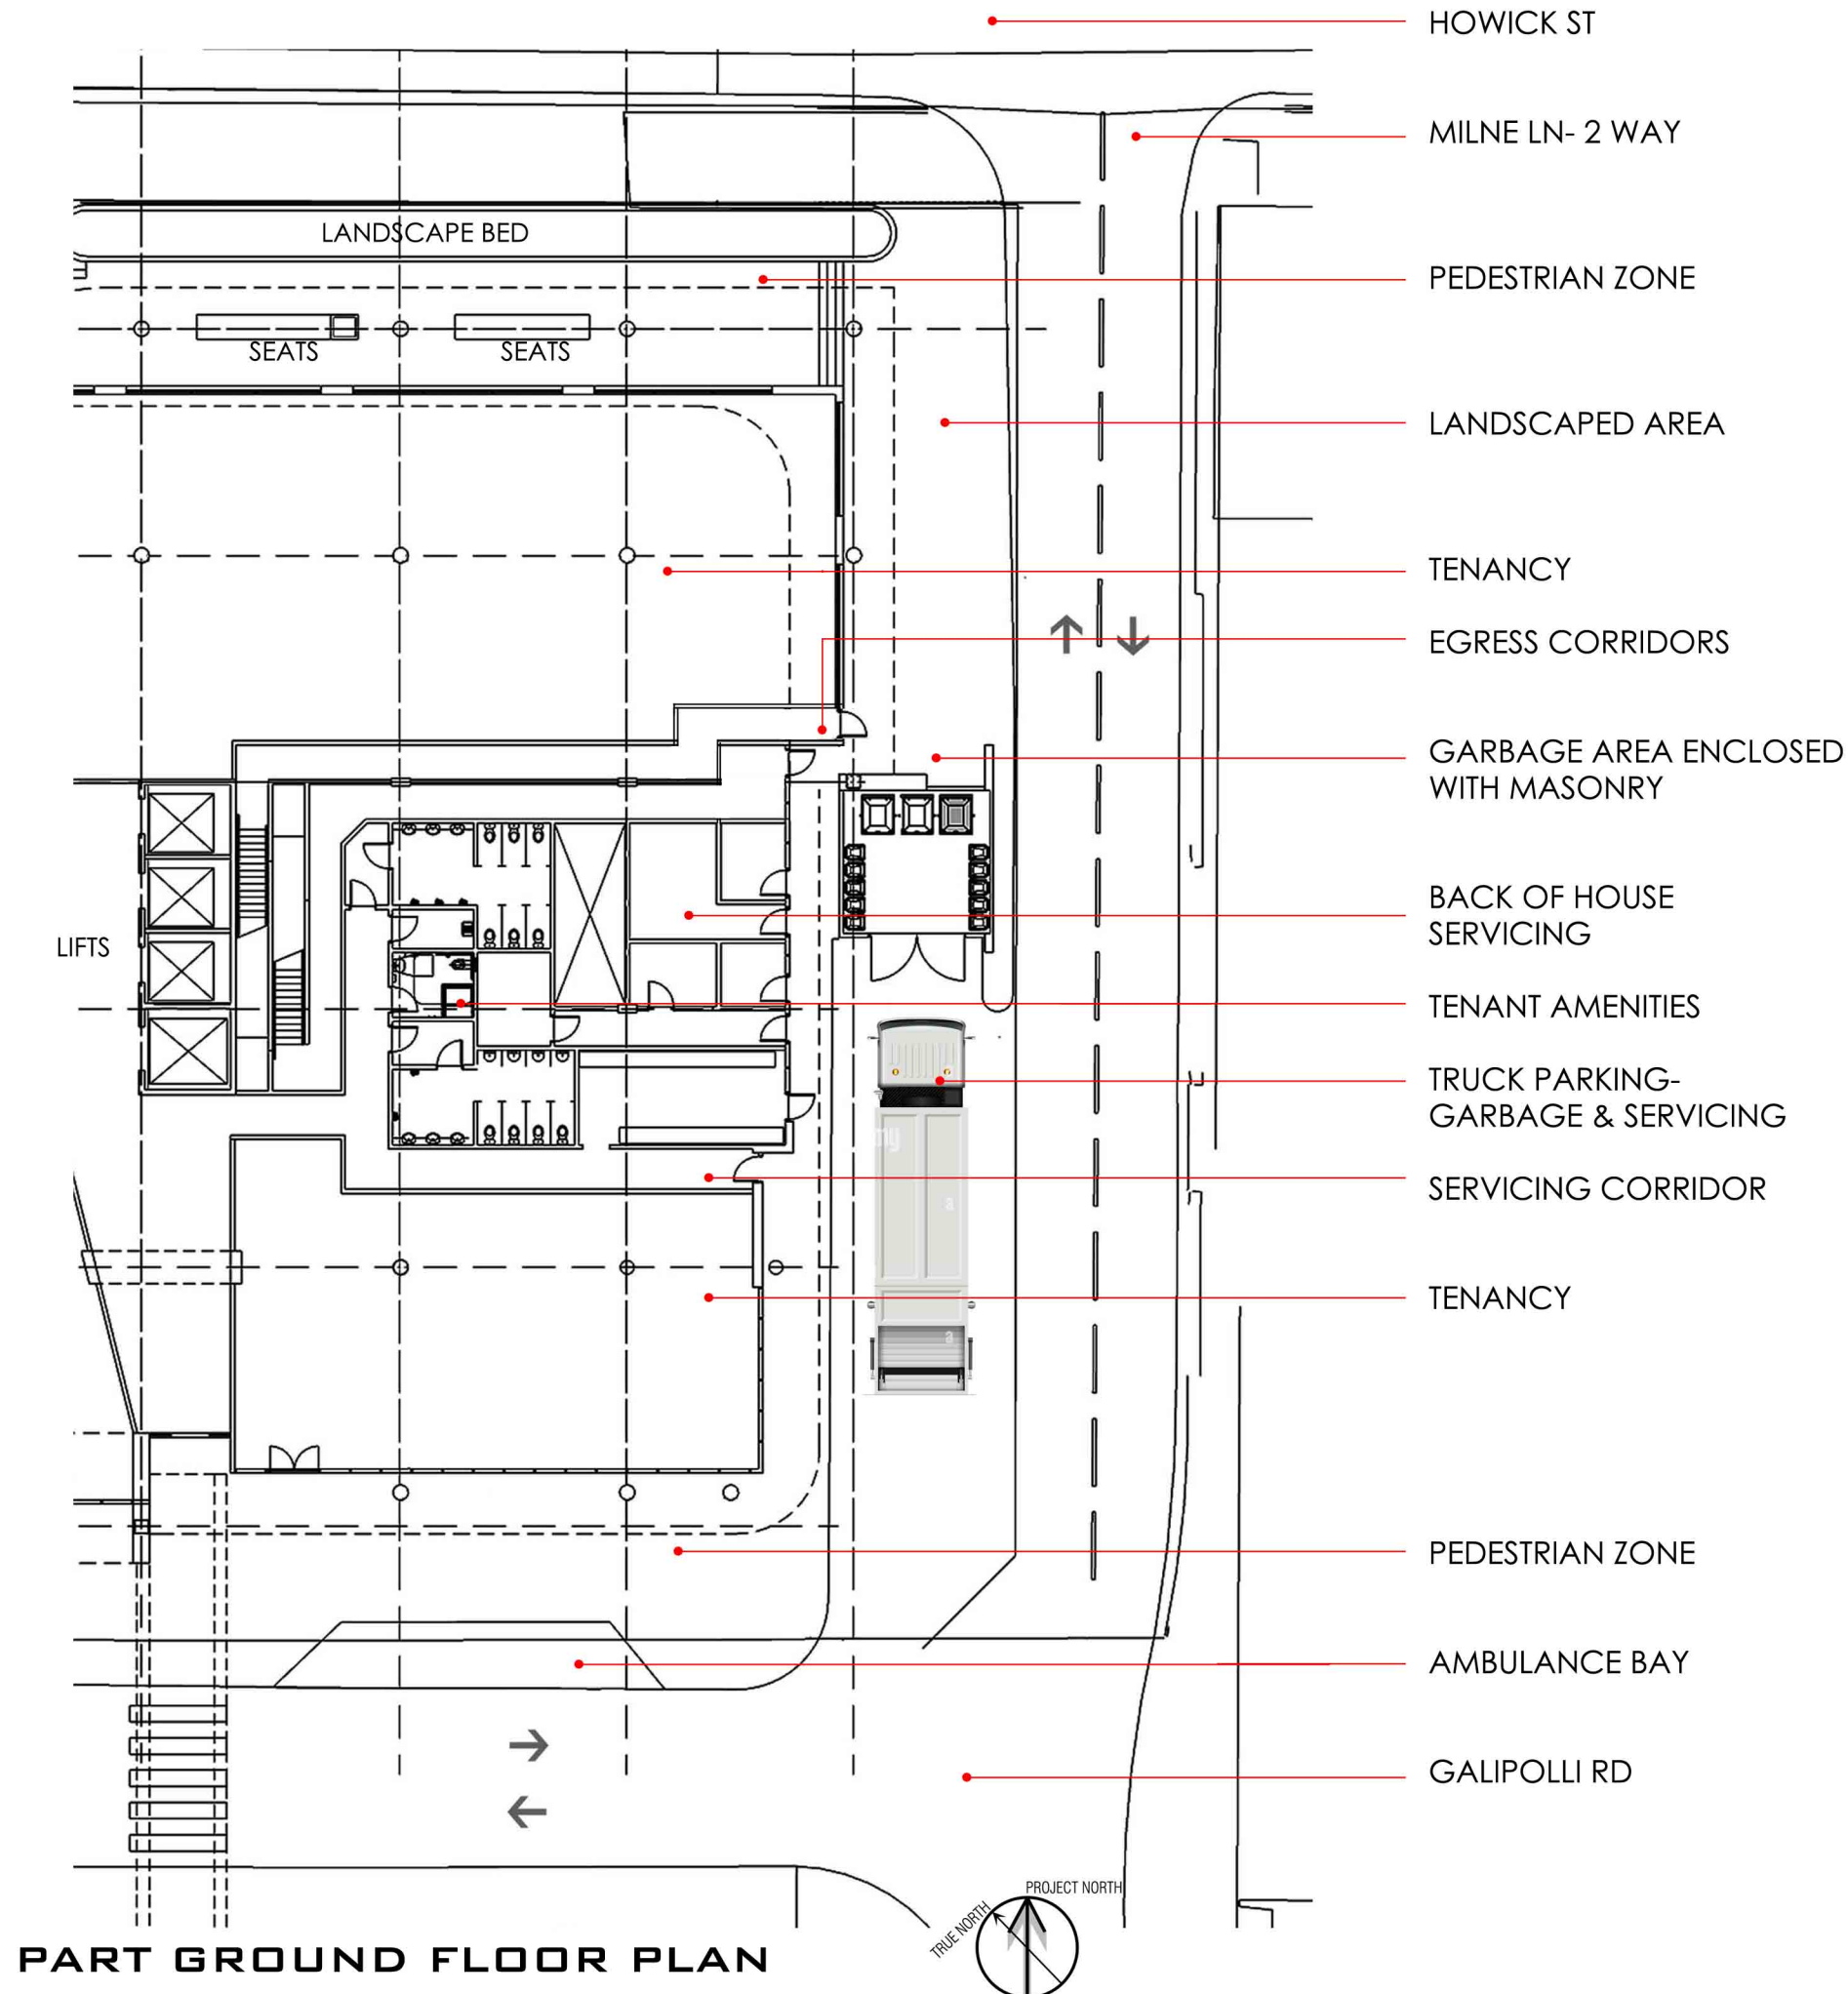 HOWICK ST
MILNE LN- 2 WAY
LANDSCAPE BED
PEDESTRIAN ZONE
SEATS
SEATS
LANDSCAPED AREA
TENANCY
EGRESS CORRIDORS
GARBAGE AREA ENCLOSED
WITH MASONRY
BACK OF HOUSE
SERVICING
LIFTS
TENANT AMENITIES
TRUCK PARKING-
GARBAGE & SERVICING
my
a
SERVICING CORRIDOR
TENANCY
a
PEDESTRIAN ZONE
AMBULANCE BAY
GALIPOLLI RD
PROJECT NORTH
TRUE NORTH
PART GROUND FLOOR PLAN